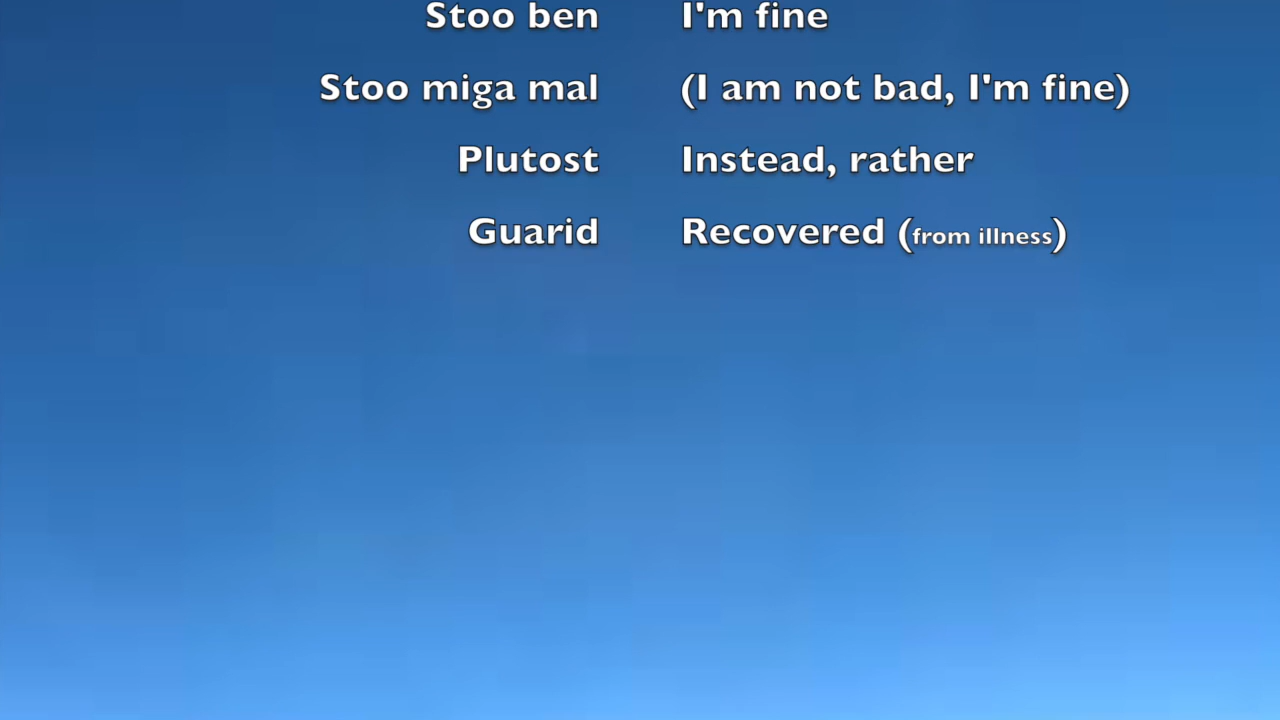 Stoo ben I'm fine
Stoo miga mal (I am not bad, I'm fine)
Plutost Instead, rather
Guarid Recovered (from illness)